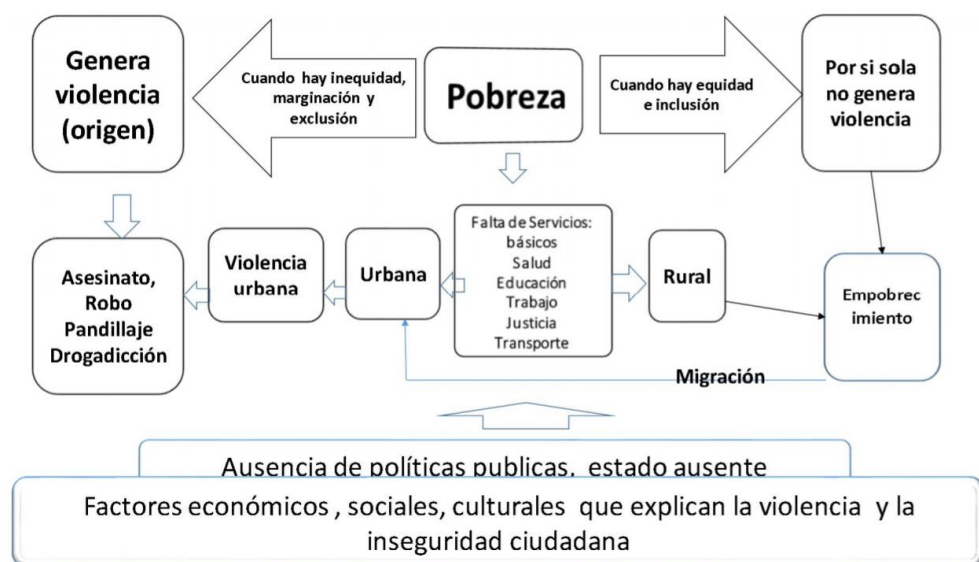 Genera
violencia
(origen)
Cuando hay inequidad,
marginación y
exclusión
Pobreza
Cuando hay equidad
e inclusión
Por si sola
no genera
violencia
Asesinato,
Robo
Pandillaje
Drogadicción
Violencia
urbana
Urbana
Falta de Servicios:
básicos
Salud
Educación
Trabajo
Justicia
Transporte
Rural
Empobrec
imiento
Migración
Ausencia de políticas publicas, estado ausente
Factores económicos , sociales, culturales que explican la violencia y la
inseguridad ciudadana